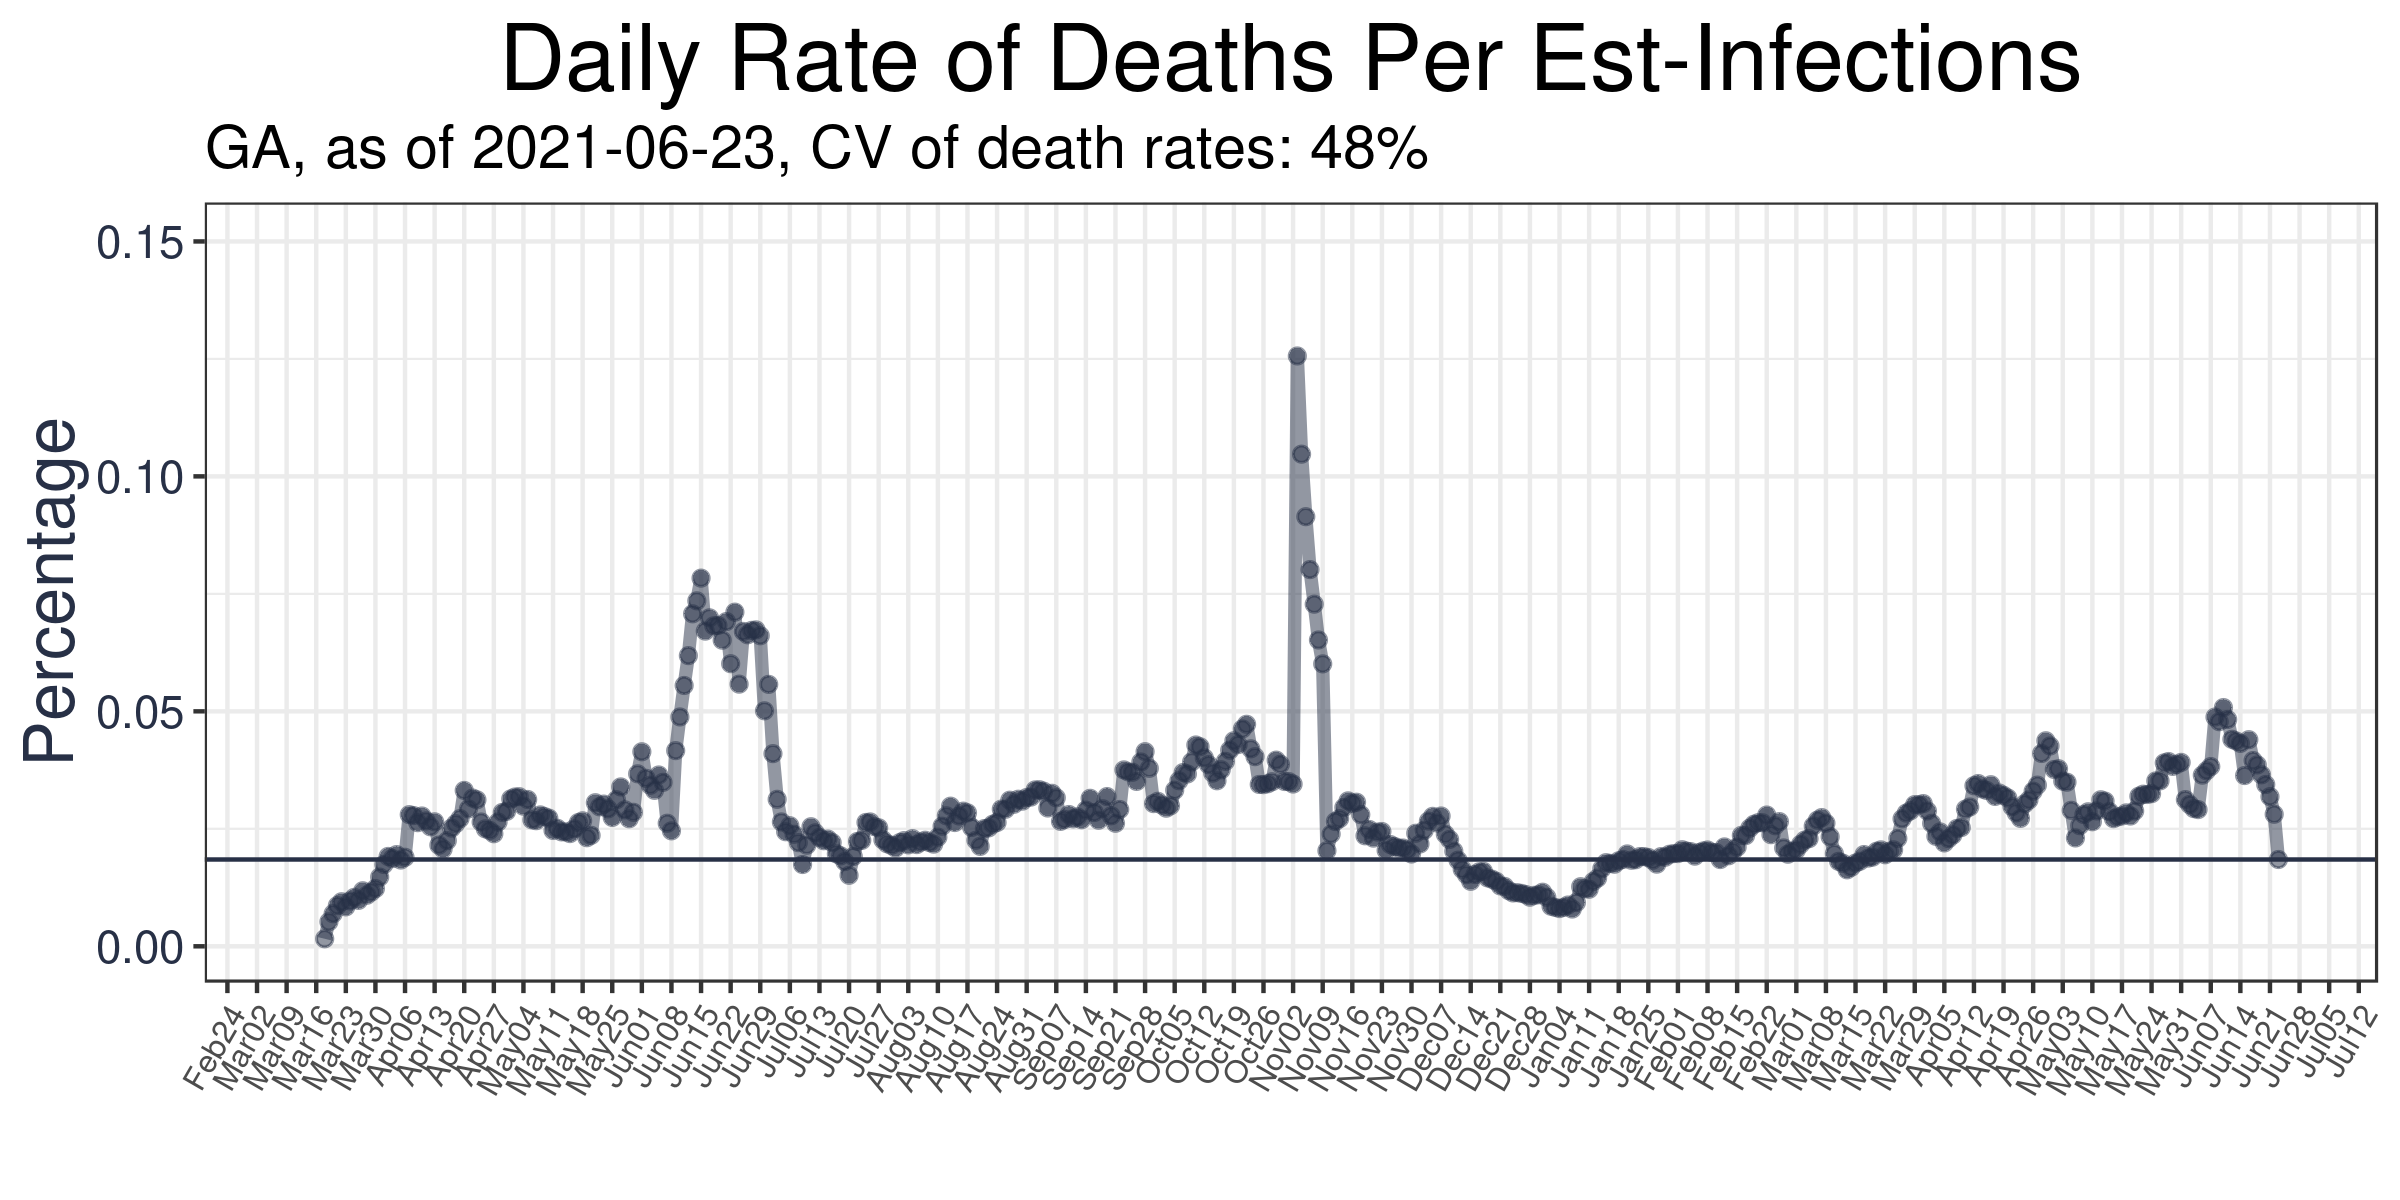 Daily Rate of Deaths Per Est-Infections
GA, as of 2021-06-23, CV of death rates: 48%
Percentage
0.15
0.10
0.05
0.00
Feb24
Mar02
Mar09
Mar16
Mar23
Mar30
Apr06
Apr13
Apr20
Apr27
May04
May11
May18
May25
Jun01
Jun08
Jun15
Jun22
Jun29
Jul06
Jul13
Jul20
Jul27
Aug03
Aug10
Aug17
Aug24
Aug31
Sep07
Sep14
Sep21
Sep28
Oct05
Oct12
Oct19
Oct26
Nov02
Nov09
Nov16
Nov23
Nov30
Dec07
Dec14
Dec21
Dec28
Jan04
Jan11
Jan18
Jan25
Feb01
Feb08
Feb15
Feb22
Mar01
Mar08
Mar15
Mar22
Mar29
Apr05
Apr12
Apr19
Apr26
May03
May10
May17
May24
May31
Jun07
Jun14
Jun21
Jun28
Jul05
Jul12